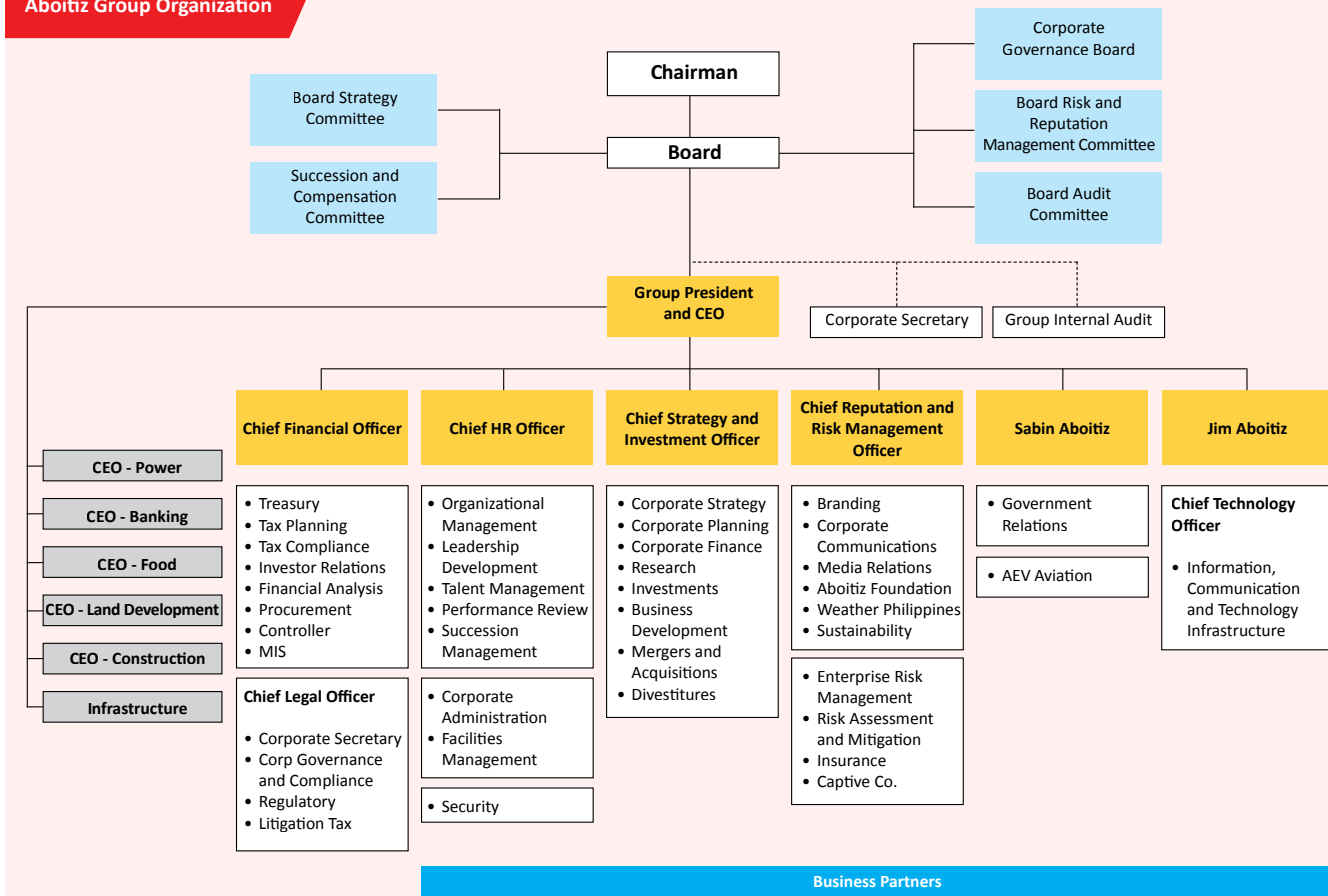 Aboitiz Group Organization
Chairman
Board
Board Strategy
Committee
Succession and
Compensation
Committee
Corporate
Governance Board
Board Risk and
Reputation
Management Committee
Board Audit
Committee
Group President
and CEO
Corporate Secretary
Group Internal Audit
CEO - Power
CEO - Banking
CEO - Food
CEO - Land Development
CEO - Construction
Infrastructure
Chief Financial Officer
• Treasury
• Tax Planning
• Tax Compliance
• Investor Relations
• Financial Analysis
• Procurement
• Controller
• MIS
Chief Legal Officer
• Corporate Secretary
• Corp Governance
and Compliance
• Regulatory
• Litigation Tax
Chief HR Officer
• Organizational
Management
• Leadership
Development
• Talent Management
• Performance Review
• Succession
Management
• Corporate
Administration
• Facilities
Management
• Security
Chief Strategy and
Investment Officer
• Corporate Strategy
• Corporate Planning
• Corporate Finance
• Research
• Investments
• Business
Development
• Mergers and
Acquisitions
• Divestitures
Chief Reputation and
Risk Management
Officer
• Branding
• Corporate
Communications
• Media Relations
• Aboitiz Foundation
• Weather Philippines
• Sustainability
• Enterprise Risk
Management
• Risk Assessment
and Mitigation
• Insurance
• Captive Co.
Sabin Aboitiz
• Government
Relations
• AEV Aviation
Jim Aboitiz
Chief Technology
Officer
• Information,
Communication
and Technology
Infrastructure
Business Partners